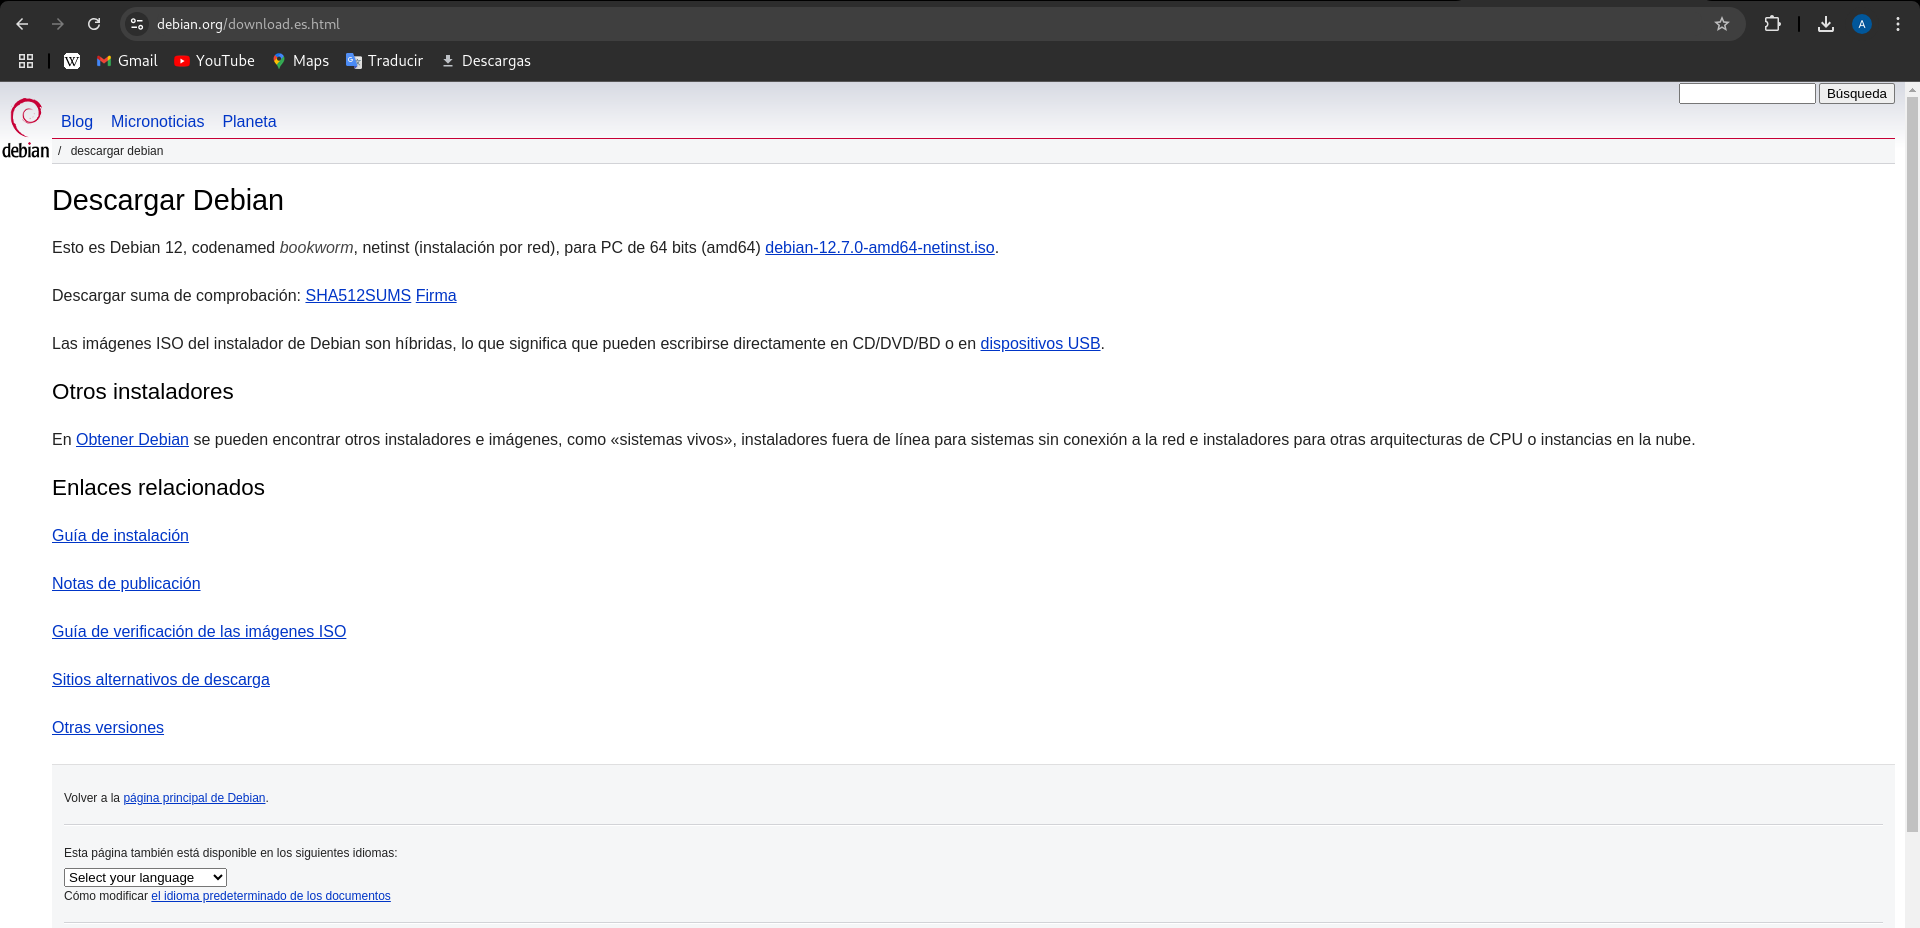 debian.org/download.es.html
Gmail YouTube Maps Traducir Descargas
Búsqueda
Blog Micronoticias Planeta
debian / descargar debian
Descargar Debian
Esto es Debian 12, codenamed bookworm, netinst (instalación por red), para PC de 64 bits (amd64) debian-12.7.0-amd64-netinst.iso.
Descargar suma de comprobación: SHA512SUMS Firma
Las imágenes ISO del instalador de Debian son híbridas, lo que significa que pueden escribirse directamente en CD/DVD/BD o en dispositivos USB.
Otros instaladores
En Obtener Debian se pueden encontrar otros instaladores e imágenes, como «sistemas vivos», instaladores fuera de línea para sistemas sin conexión a la red e instaladores para otras arquitecturas de CPU o instancias en la nube.
Enlaces relacionados
Guía de instalación
Notas de publicación
Guía de verificación de las imágenes ISO
Sitios alternativos de descarga
Otras versiones
Volver a la página principal de Debian.
Esta página también está disponible en los siguientes idiomas:
Select your language
Cómo modificar el idioma predeterminado de los documentos